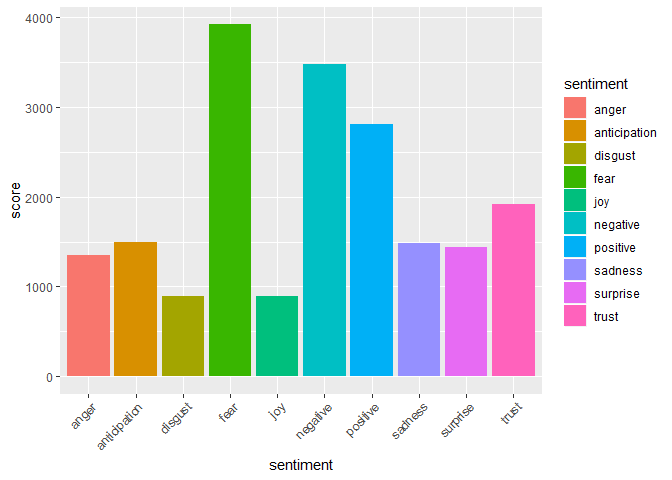 4000
3000
2000
1000
0
score
anger
anticipation
disgust
fear
joy
negative
positive
sadness
surprise
trust
sentiment
sentiment
anger
anticipation
disgust
fear
joy
negative
positive
sadness
surprise
trust